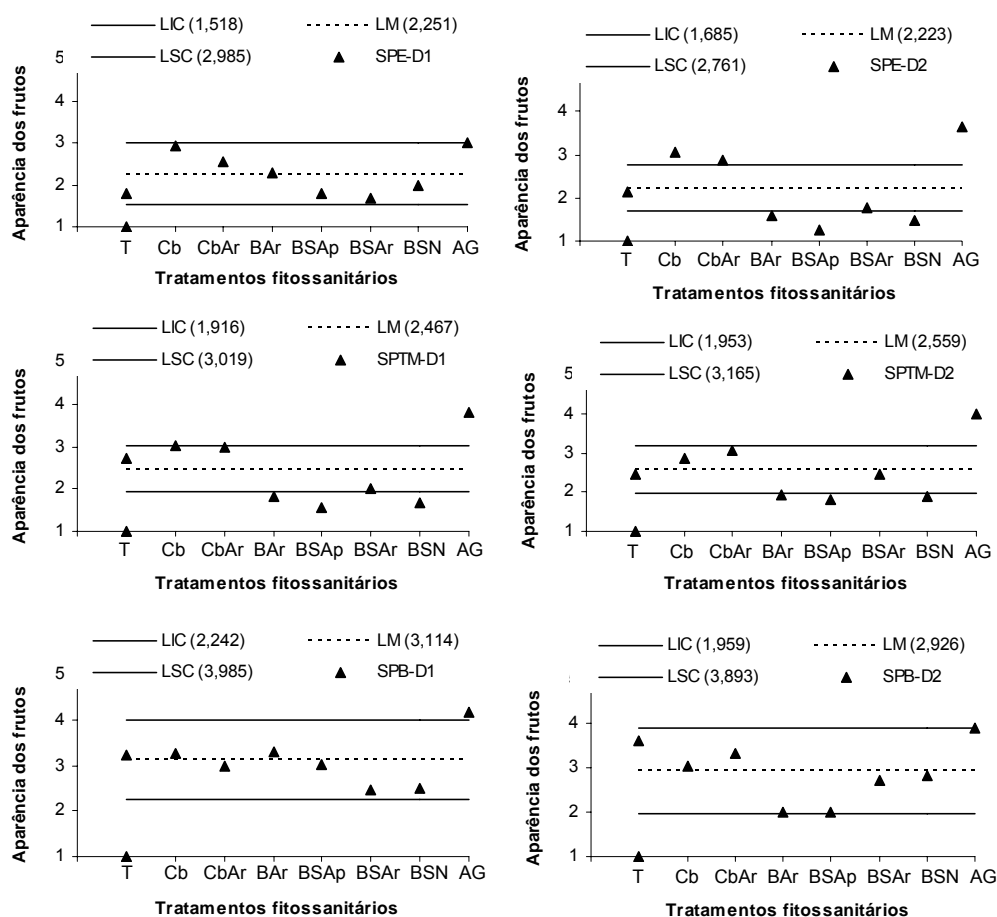 LIC (1,518) LM (2,251)
LSC (2,985) SPE-D1
5
4
3
2
1
Aparência dos frutos
T Cb CbAr BAr BSAp BSAr BSN AG
Tratamentos fitossanitários
LIC (1,685) LM (2,223)
LSC (2,761) SPE-D2
5
4
3
2
1
Aparência dos frutos
T Cb CbAr BAr BSAp BSAr BSN AG
Tratamentos fitossanitários
LIC (1,916) LM (2,467)
LSC (3,019) SPTM-D1
5
4
3
2
1
Aparência dos frutos
T Cb CbAr BAr BSAp BSAr BSN AG
Tratamentos fitossanitários
LIC (1,953) LM (2,559)
LSC (3,165) SPTM-D2
5
4
3
2
1
Aparência dos frutos
T Cb CbAr BAr BSAp BSAr BSN AG
Tratamentos fitossanitários
LIC (2,242) LM (3,114)
LSC (3,985) SPB-D1
5
4
3
2
1
Aparência dos frutos
T Cb CbAr BAr BSAp BSAr BSN AG
Tratamentos fitossanitários
LIC (1,959) LM (2,926)
LSC (3,893) SPB-D2
5
4
3
2
1
Aparência dos frutos
T Cb CbAr BAr BSAp BSAr BSN AG
Tratamentos fitossanitários